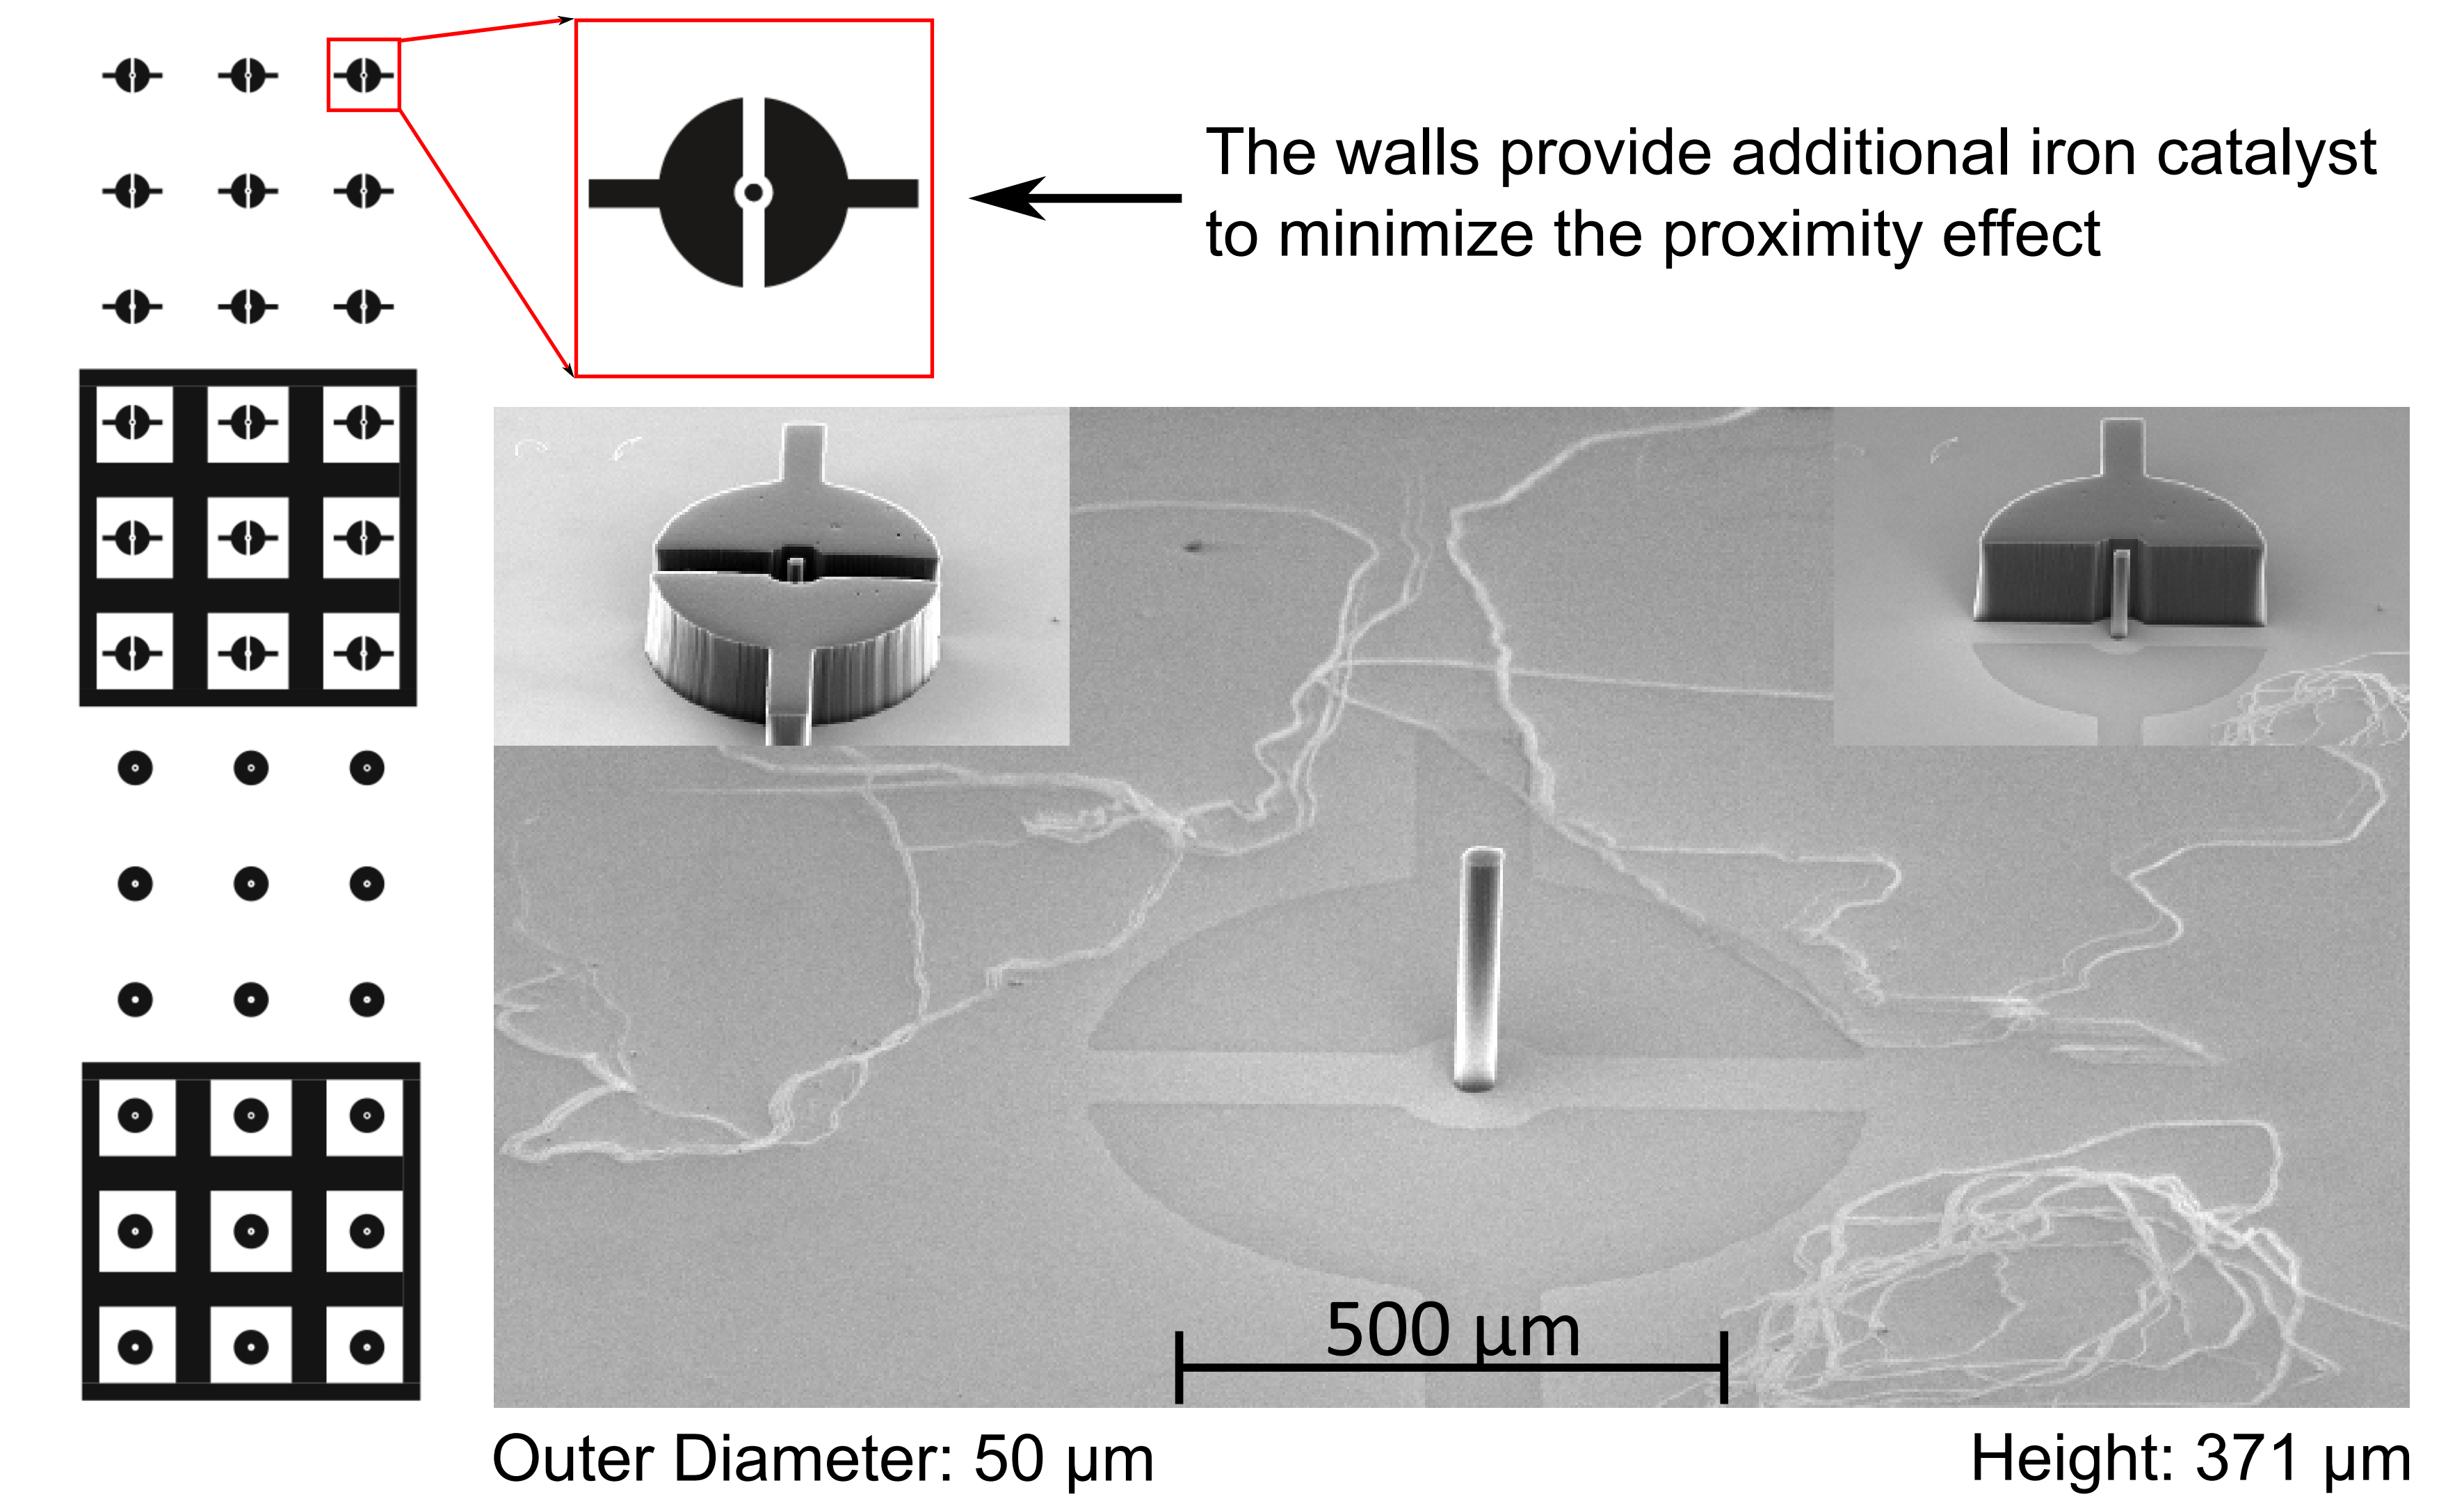 The walls provide additional iron catalyst
to minimize the proximity effect
500 µm
Outer Diameter: 50 µm
Height: 371 µm